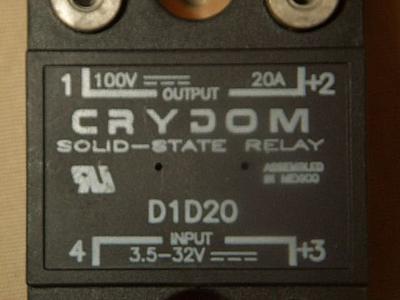 1 100V 20A +2
OUTPUT
CRYDOM
SOLID-STATE RELAY
ASSEMBLED
IN MEXICO
D1D20
4 INPUT +3
3.5-32V